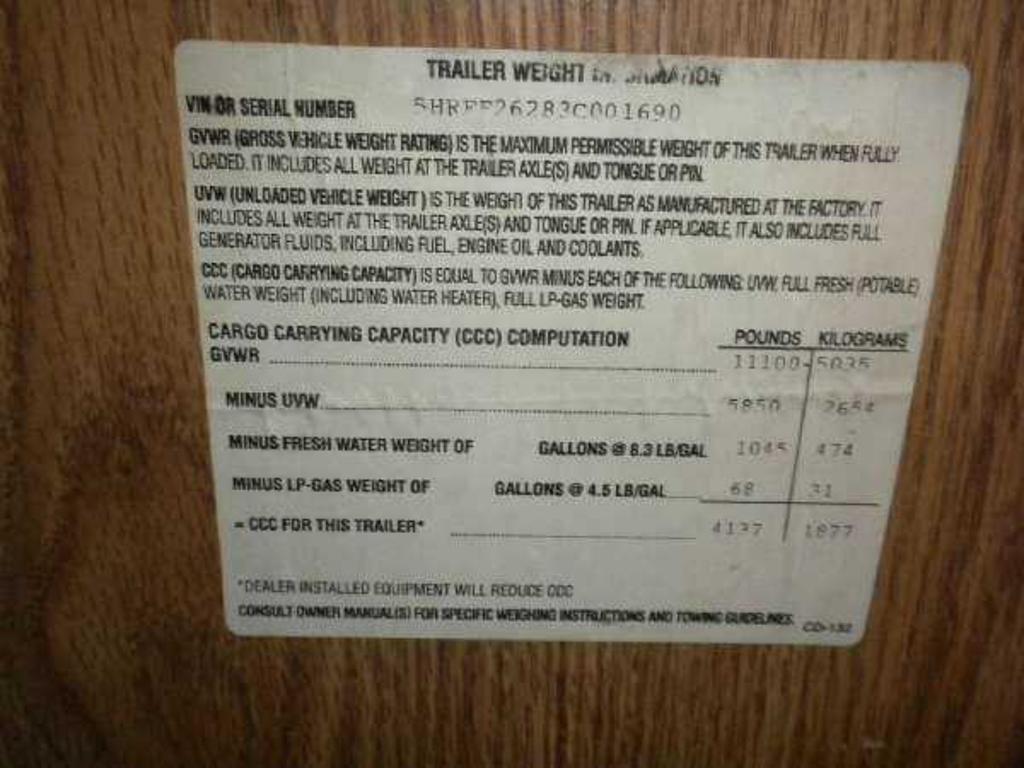 TRAILER WEIGHT
VIN OR SERIAL NUMBER
GVWR (GROSS VEHICLE WEIGHT RATING) IS THE MAXIMUM PERMISSIBLE WEIGHT OF THIS TRAILER WHEN FULLY
LOADED. IT INCLUDES ALL WEIGHT AT THE TRAILER AXLE(S) AND TONGUE OR PIN.
UVW (UNLOADED VEHICLE WEIGHT ) IS THE WEIGHT OF THIS TRAILER AS MANUFACTURED AT THE FACTORY. IT
INCLUDES ALL WEIGHT AT THE TRAILER AXLE(S) AND TONGUE OR PIN. IF APPLICABLE, IT ALSO INCLUDES FULL
GENERATOR FLUIDS, INCLUDING FUEL, ENGINE OIL AND COOLANTS.
CCC (CARGO CARRYING CAPACITY) IS EQUAL TO GVWR MINUS EACH OF THE FOLLOWING: UVW, FULL FRESH (POTABLE)
WATER WEIGHT (INCLUDING WATER HEATER), FULL LP-GAS WEIGHT.
CARGO CARRYING CAPACITY (CCC) COMPUTATION POUNDS KILOGRAMS
GVWR 11100 5035
MINUS UVW 5850 2654
MINUS FRESH WATER WEIGHT OF GALLONS @ 8.3 LB/GAL 1045 474
MINUS LP-GAS WEIGHT OF GALLONS @ 4.5 LB/GAL 68 31
= CCC FOR THIS TRAILER* 4137 1877
*DEALER INSTALLED EQUIPMENT WILL REDUCE CCC
CONSULT OWNER MANUAL(S) FOR SPECIFIC WEIGHING INSTRUCTIONS AND TOWING GUIDELINES. CD-132